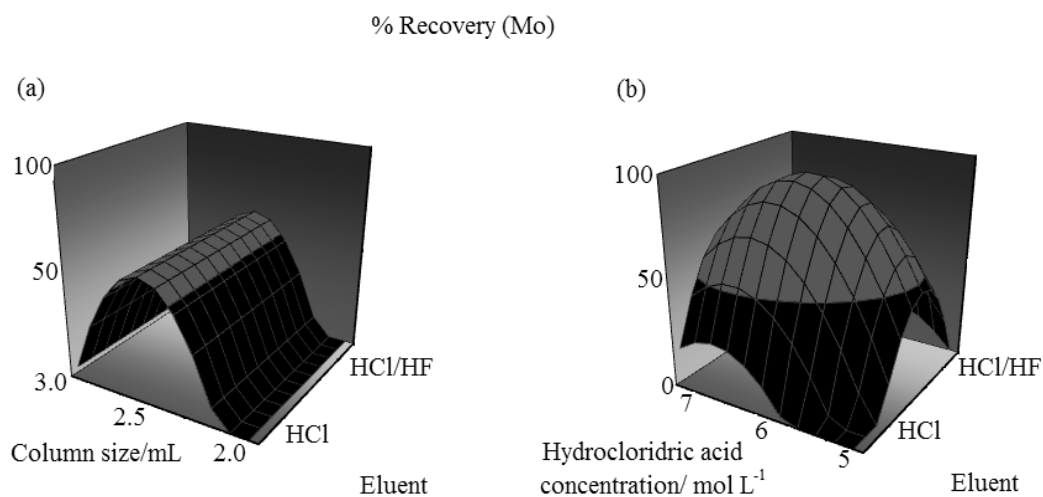 % Recovery (Mo)
(a)
100
50
3.0
2.5
2.0
Column size/mL
HCl
HCl/HF
Eluent
(b)
100
50
0
7
6
5
Hydrocloridric acid
concentration/ mol L⁻¹
HCl
HCl/HF
Eluent